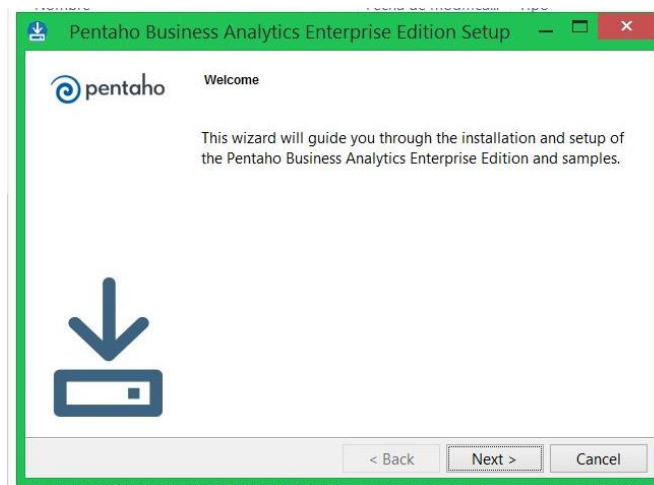 Pentaho Business Analytics Enterprise Edition Setup
pentaho
Welcome
This wizard will guide you through the installation and setup of
the Pentaho Business Analytics Enterprise Edition and samples.
< Back
Next >
Cancel